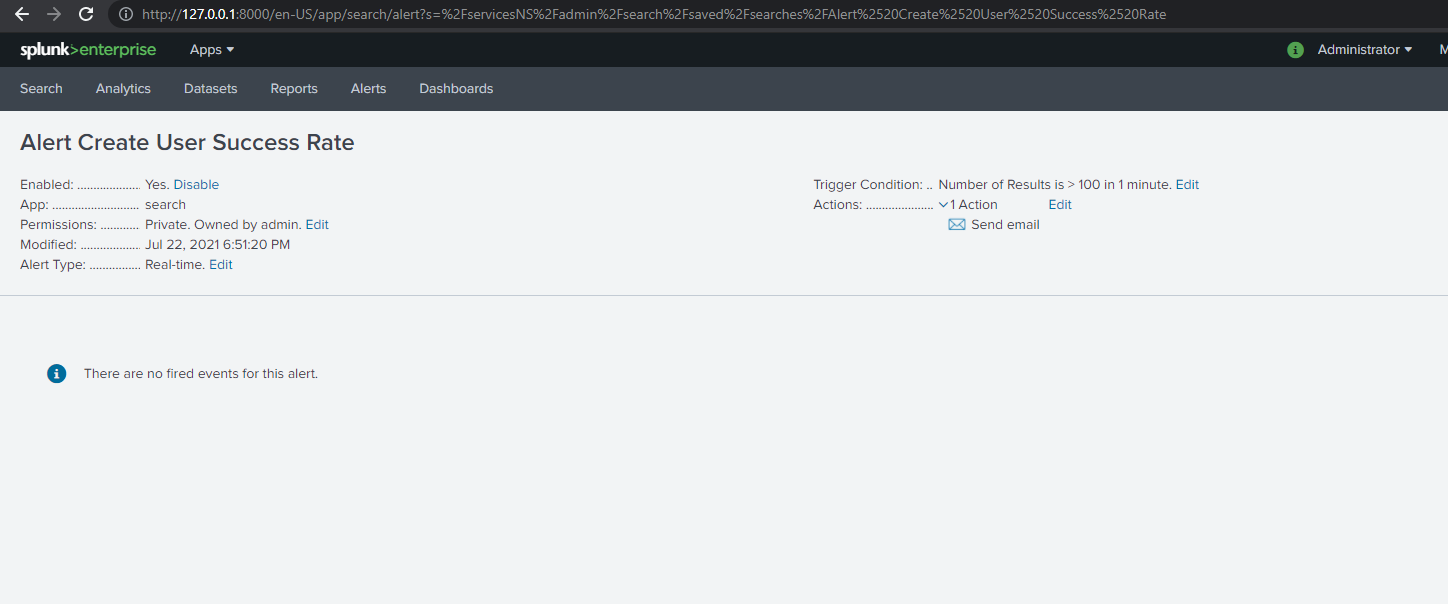 http://127.0.0.1:8000/en-US/app/search/alert?s=%2FservicesNS%2Fadmin%2Fsearch%2Fsaved%2Fsearches%2FAlert%2520Create%2520User%2520Success%2520Rate
splunk>enterprise Apps Administrator M
Search Analytics Datasets Reports Alerts Dashboards
Alert Create User Success Rate
Enabled: ................... Yes. Disable
App: .......................... search
Permissions: ............ Private. Owned by admin. Edit
Modified: .................. Jul 22, 2021 6:51:20 PM
Alert Type: ............... Real-time. Edit
Trigger Condition: .. Number of Results is > 100 in 1 minute. Edit
Actions: .................... 1 Action Edit
Send email
There are no fired events for this alert.